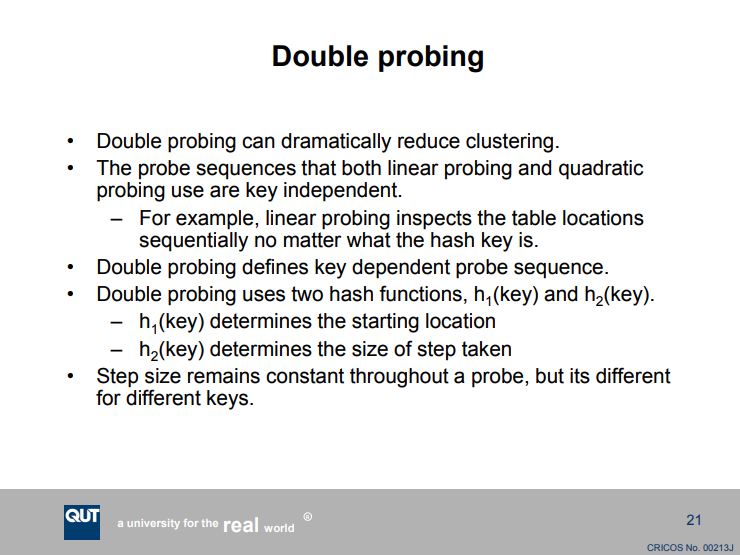 Double probing
• Double probing can dramatically reduce clustering.
• The probe sequences that both linear probing and quadratic
probing use are key independent.
– For example, linear probing inspects the table locations
sequentially no matter what the hash key is.
• Double probing defines key dependent probe sequence.
• Double probing uses two hash functions, h₁(key) and h₂(key).
– h₁(key) determines the starting location
– h₂(key) determines the size of step taken
• Step size remains constant throughout a probe, but its different
for different keys.
QUT
a university for the real world ®
21
CRICOS No. 00213J